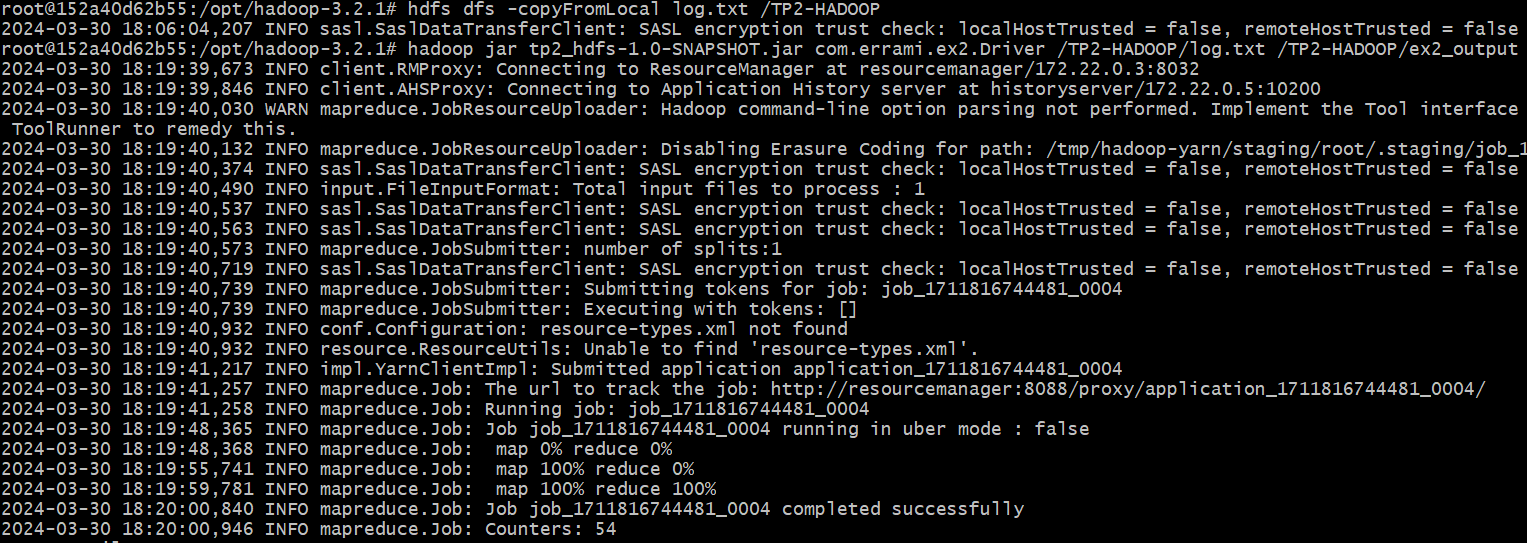 root@152a40d62b55:/opt/hadoop-3.2.1# hdfs dfs -copyFromLocal log.txt /TP2-HADOOP
2024-03-30 18:06:04,207 INFO sasl.SaslDataTransferClient: SASL encryption trust check: localHostTrusted = false, remoteHostTrusted = false
root@152a40d62b55:/opt/hadoop-3.2.1# hadoop jar tp2_hdfs-1.0-SNAPSHOT.jar com.errami.ex2.Driver /TP2-HADOOP/log.txt /TP2-HADOOP/ex2_output
2024-03-30 18:19:39,673 INFO client.RMProxy: Connecting to ResourceManager at resourcemanager/172.22.0.3:8032
2024-03-30 18:19:39,846 INFO client.AHSProxy: Connecting to Application History server at historyserver/172.22.0.5:10200
2024-03-30 18:19:40,030 WARN mapreduce.JobResourceUploader: Hadoop command-line option parsing not performed. Implement the Tool interface
ToolRunner to remedy this.
2024-03-30 18:19:40,132 INFO mapreduce.JobResourceUploader: Disabling Erasure Coding for path: /tmp/hadoop-yarn/staging/root/.staging/job_1
2024-03-30 18:19:40,374 INFO sasl.SaslDataTransferClient: SASL encryption trust check: localHostTrusted = false, remoteHostTrusted = false
2024-03-30 18:19:40,490 INFO input.FileInputFormat: Total input files to process : 1
2024-03-30 18:19:40,537 INFO sasl.SaslDataTransferClient: SASL encryption trust check: localHostTrusted = false, remoteHostTrusted = false
2024-03-30 18:19:40,563 INFO sasl.SaslDataTransferClient: SASL encryption trust check: localHostTrusted = false, remoteHostTrusted = false
2024-03-30 18:19:40,573 INFO mapreduce.JobSubmitter: number of splits:1
2024-03-30 18:19:40,719 INFO sasl.SaslDataTransferClient: SASL encryption trust check: localHostTrusted = false, remoteHostTrusted = false
2024-03-30 18:19:40,739 INFO mapreduce.JobSubmitter: Submitting tokens for job: job_1711816744481_0004
2024-03-30 18:19:40,739 INFO mapreduce.JobSubmitter: Executing with tokens: []
2024-03-30 18:19:40,932 INFO conf.Configuration: resource-types.xml not found
2024-03-30 18:19:40,932 INFO resource.ResourceUtils: Unable to find 'resource-types.xml'.
2024-03-30 18:19:41,217 INFO impl.YarnClientImpl: Submitted application application_1711816744481_0004
2024-03-30 18:19:41,257 INFO mapreduce.Job: The url to track the job: http://resourcemanager:8088/proxy/application_1711816744481_0004/
2024-03-30 18:19:41,258 INFO mapreduce.Job: Running job: job_1711816744481_0004
2024-03-30 18:19:48,365 INFO mapreduce.Job: Job job_1711816744481_0004 running in uber mode : false
2024-03-30 18:19:48,368 INFO mapreduce.Job:  map 0% reduce 0%
2024-03-30 18:19:55,741 INFO mapreduce.Job:  map 100% reduce 0%
2024-03-30 18:19:59,781 INFO mapreduce.Job:  map 100% reduce 100%
2024-03-30 18:20:00,840 INFO mapreduce.Job: Job job_1711816744481_0004 completed successfully
2024-03-30 18:20:00,946 INFO mapreduce.Job: Counters: 54